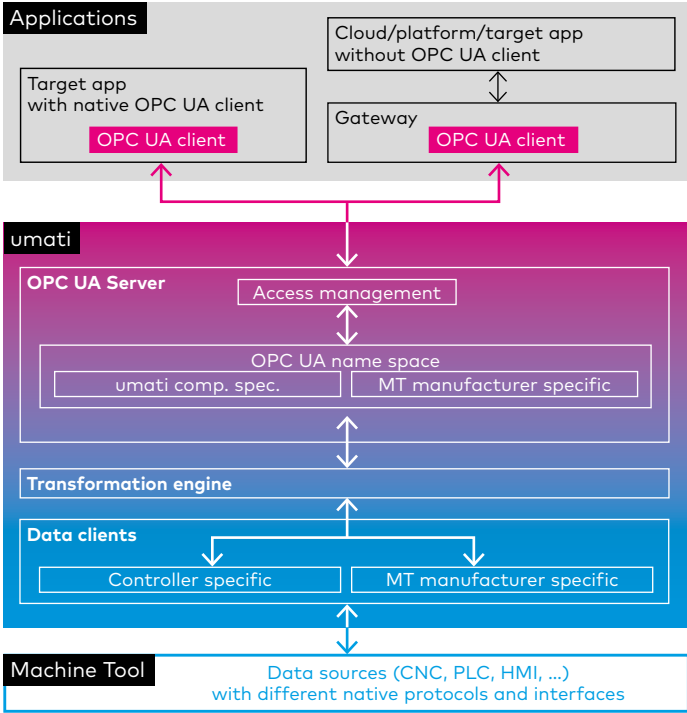 Applications
Cloud/platform/target app
without OPC UA client
Target app
with native OPC UA client
OPC UA client
Gateway
OPC UA client
umati
OPC UA Server
Access management
OPC UA name space
umati comp. spec.
MT manufacturer specific
Transformation engine
Data clients
Controller specific
MT manufacturer specific
Machine Tool
Data sources (CNC, PLC, HMI, ...)
with different native protocols and interfaces